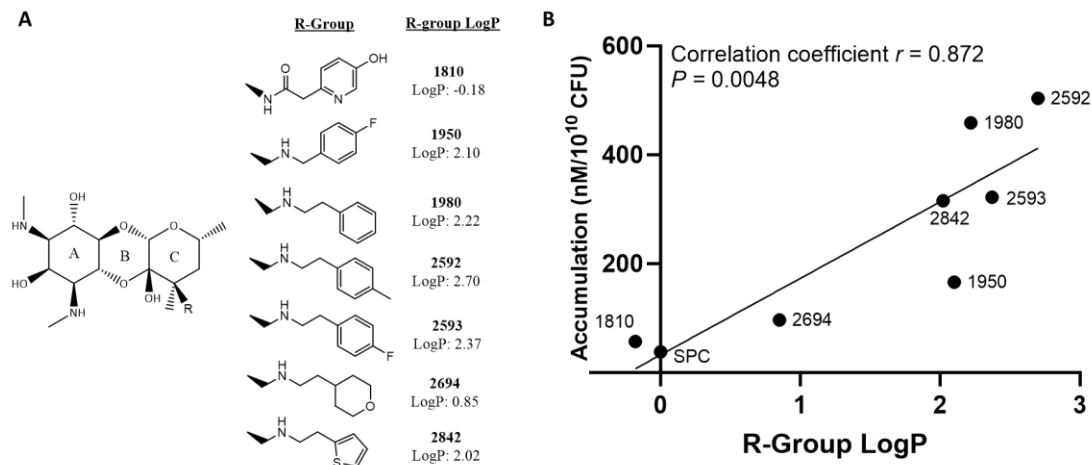 A
R-Group
R-group LogP
O
OH
N
H
N
1810
LogP: -0.18
H
N
F
1950
LogP: 2.10
H
N
1980
LogP: 2.22
H
N
2592
LogP: 2.70
H
N
F
2593
LogP: 2.37
H
N
O
2694
LogP: 0.85
H
N
S
2842
LogP: 2.02
OH
HN
O
O
A
B
C
HO
O
HO
NH
R
B
Accumulation (nM/10¹⁰ CFU)
600
400
200
Correlation coefficient r = 0.872
P = 0.0048
2592
1980
2593
2842
1950
2694
1810
SPC
0
1
2
3
R-Group LogP